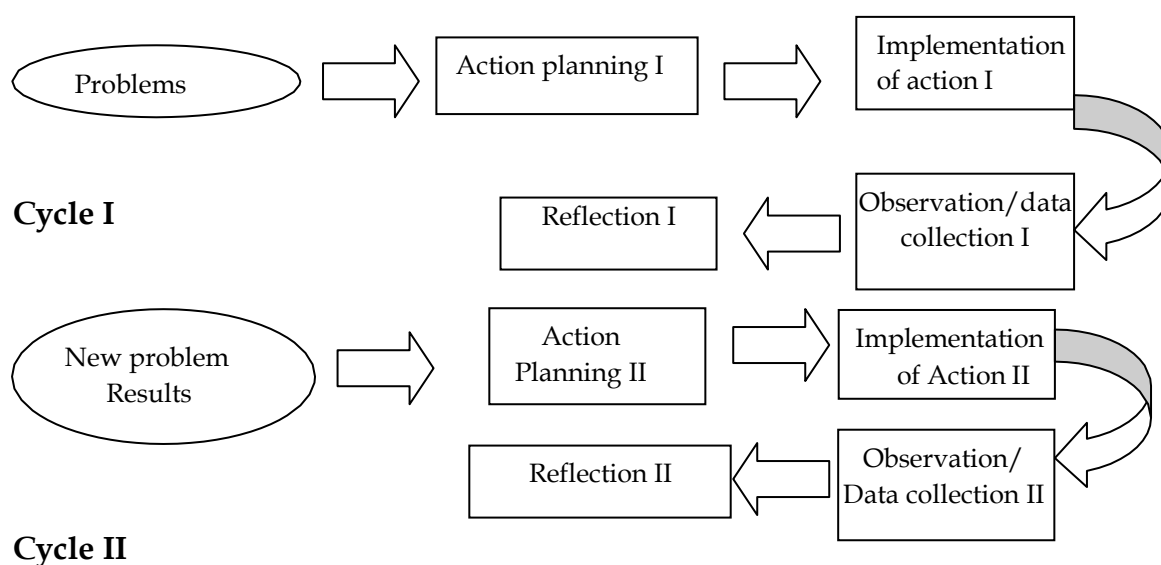 Problems
Action planning I
Implementation
of action I
Cycle I
Reflection I
Observation/data
collection I
New problem
Results
Action
Planning II
Implementation
of Action II
Reflection II
Observation/
Data collection II
Cycle II